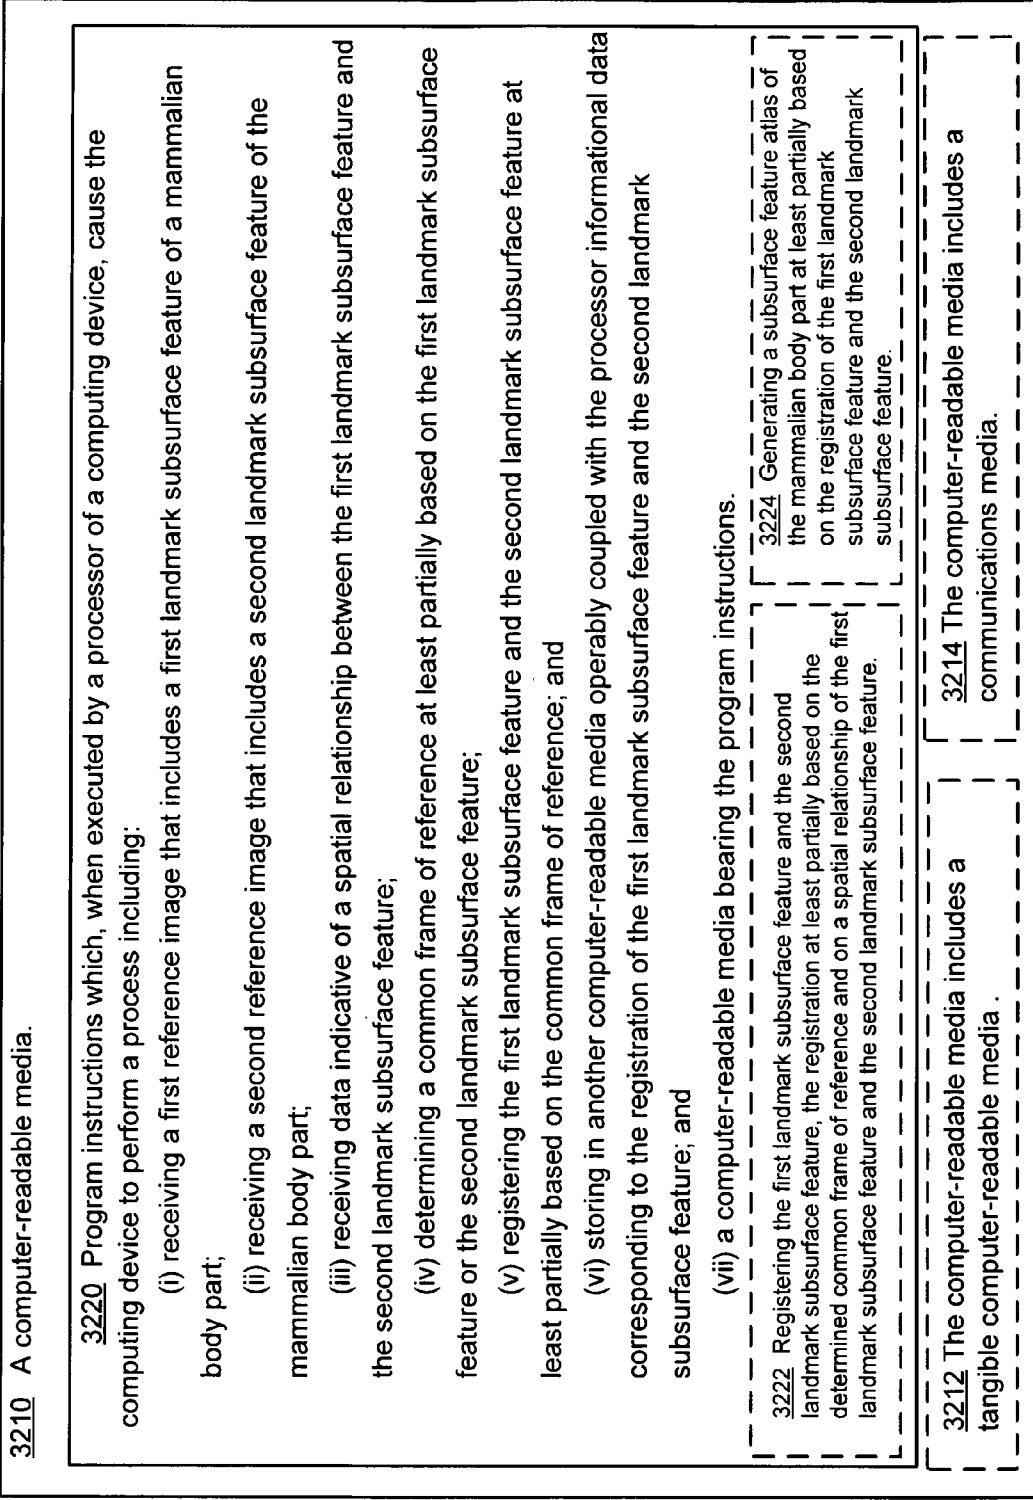 3210 A computer-readable media.
3220 Program instructions which, when executed by a processor of a computing device, cause the
computing device to perform a process including:
(i) receiving a first reference image that includes a first landmark subsurface feature of a mammalian
body part;
(ii) receiving a second reference image that includes a second landmark subsurface feature of the
mammalian body part;
(iii) receiving data indicative of a spatial relationship between the first landmark subsurface feature and
the second landmark subsurface feature;
(iv) determining a common frame of reference at least partially based on the first landmark subsurface
feature or the second landmark subsurface feature;
(v) registering the first landmark subsurface feature and the second landmark subsurface feature at
least partially based on the common frame of reference; and
(vi) storing in another computer-readable media operably coupled with the processor informational data
corresponding to the registration of the first landmark subsurface feature and the second landmark
subsurface feature; and
(vii) a computer-readable media bearing the program instructions.
3222 Registering the first landmark subsurface feature and the second
landmark subsurface feature, the registration at least partially based on the
determined common frame of reference and on a spatial relationship of the first
landmark subsurface feature and the second landmark subsurface feature.
3224 Generating a subsurface feature atlas of
the mammalian body part at least partially based
on the registration of the first landmark
subsurface feature and the second landmark
subsurface feature.
3212 The computer-readable media includes a
tangible computer-readable media .
3214 The computer-readable media includes a
communications media.